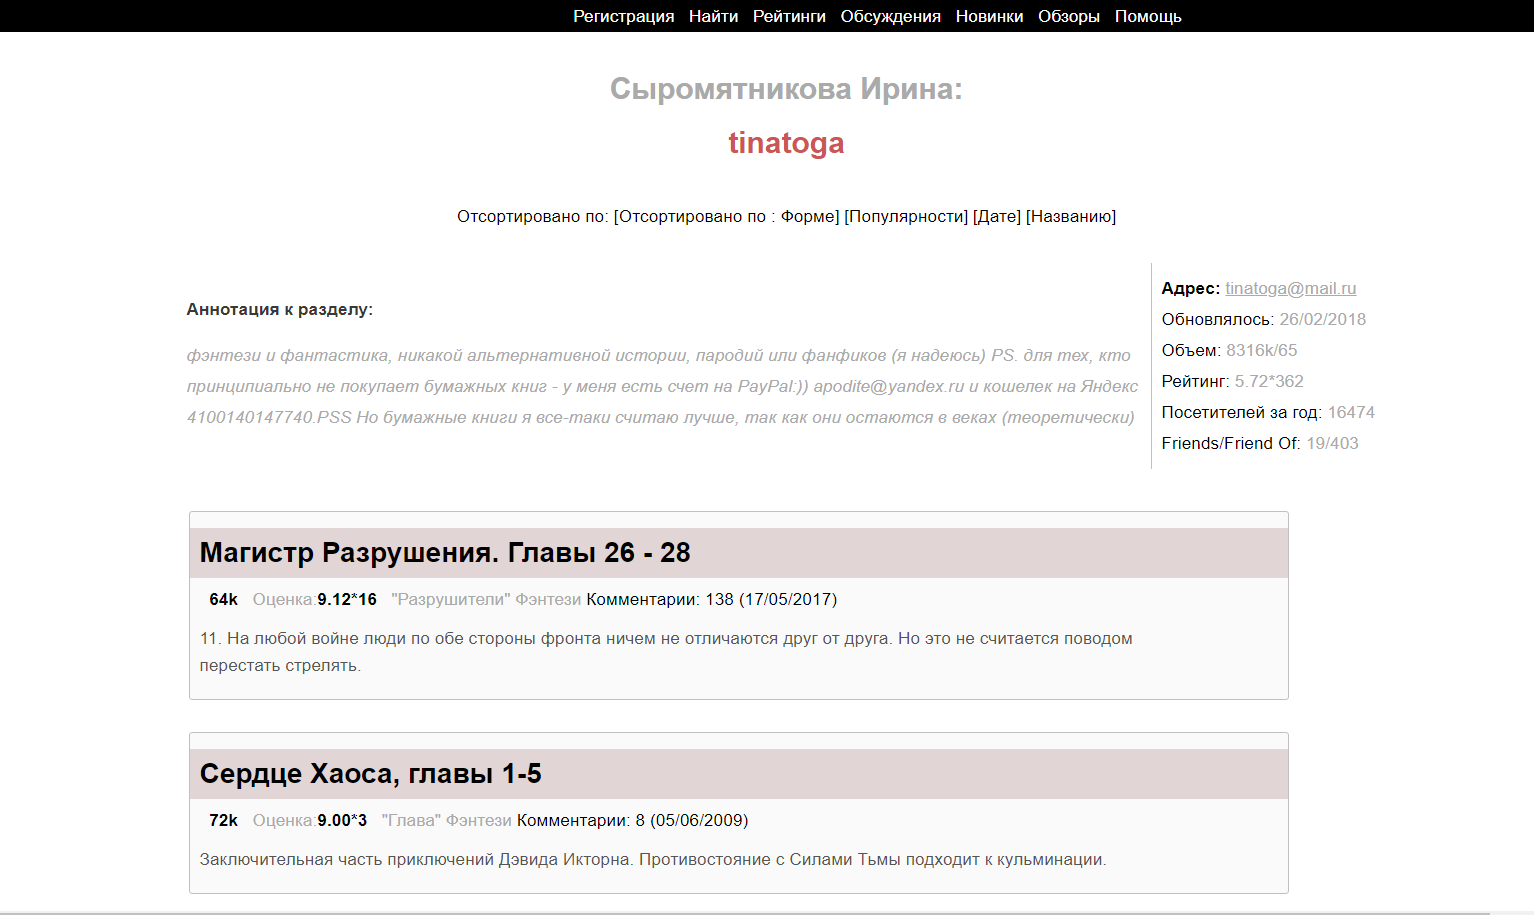 Регистрация Найти Рейтинги Обсуждения Новинки Обзоры Помощь
Сыромятникова Ирина:
tinatoga
Отсортировано по: [Отсортировано по : Форме] [Популярности] [Дате] [Названию]
Аннотация к разделу:
фэнтези и фантастика, никакой альтернативной истории, пародий или фанфиков (я надеюсь) PS. для тех, кто
принципиально не покупает бумажных книг - у меня есть счет на PayPal:)) apodite@yandex.ru и кошелек на Яндекс
4100140147740.PSS Но бумажные книги я все-таки считаю лучше, так как они остаются в веках (теоретически)
Адрес: tinatoga@mail.ru
Обновлялось: 26/02/2018
Объем: 8316k/65
Рейтинг: 5.72*362
Посетителей за год: 16474
Friends/Friend Of: 19/403
Магистр Разрушения. Главы 26 - 28
64k Оценка:9.12*16 "Разрушители" Фэнтези Комментарии: 138 (17/05/2017)
11. На любой войне люди по обе стороны фронта ничем не отличаются друг от друга. Но это не считается поводом
перестать стрелять.
Сердце Хаоса, главы 1-5
72k Оценка:9.00*3 "Глава" Фэнтези Комментарии: 8 (05/06/2009)
Заключительная часть приключений Дэвида Икторна. Противостояние с Силами Тьмы подходит к кульминации.